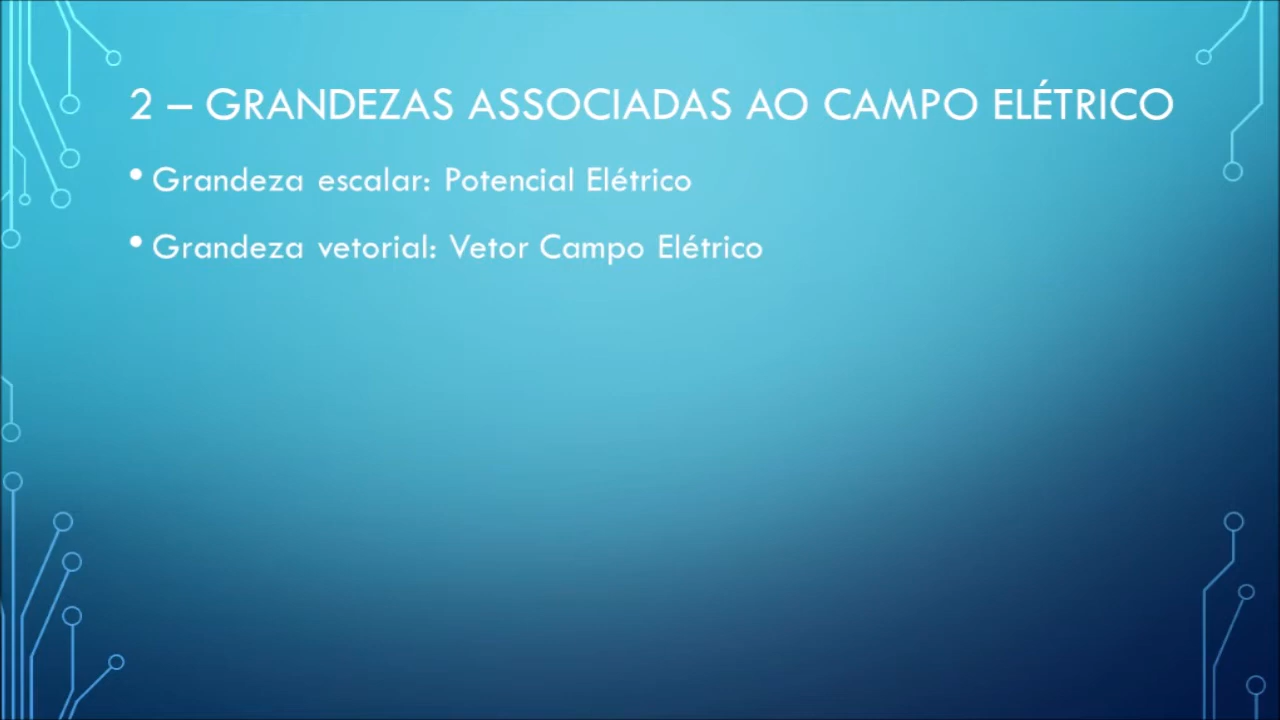 2 – GRANDEZAS ASSOCIADAS AO CAMPO ELÉTRICO
• Grandeza escalar: Potencial Elétrico
• Grandeza vetorial: Vetor Campo Elétrico